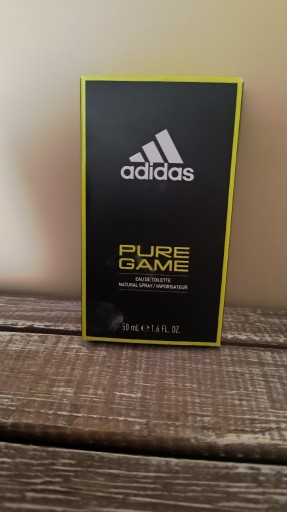 adidas
PURE
GAME
EAU DE TOILETTE
NATURAL SPRAY / VAPORISATEUR
50 mL e 1.6 FL. OZ.